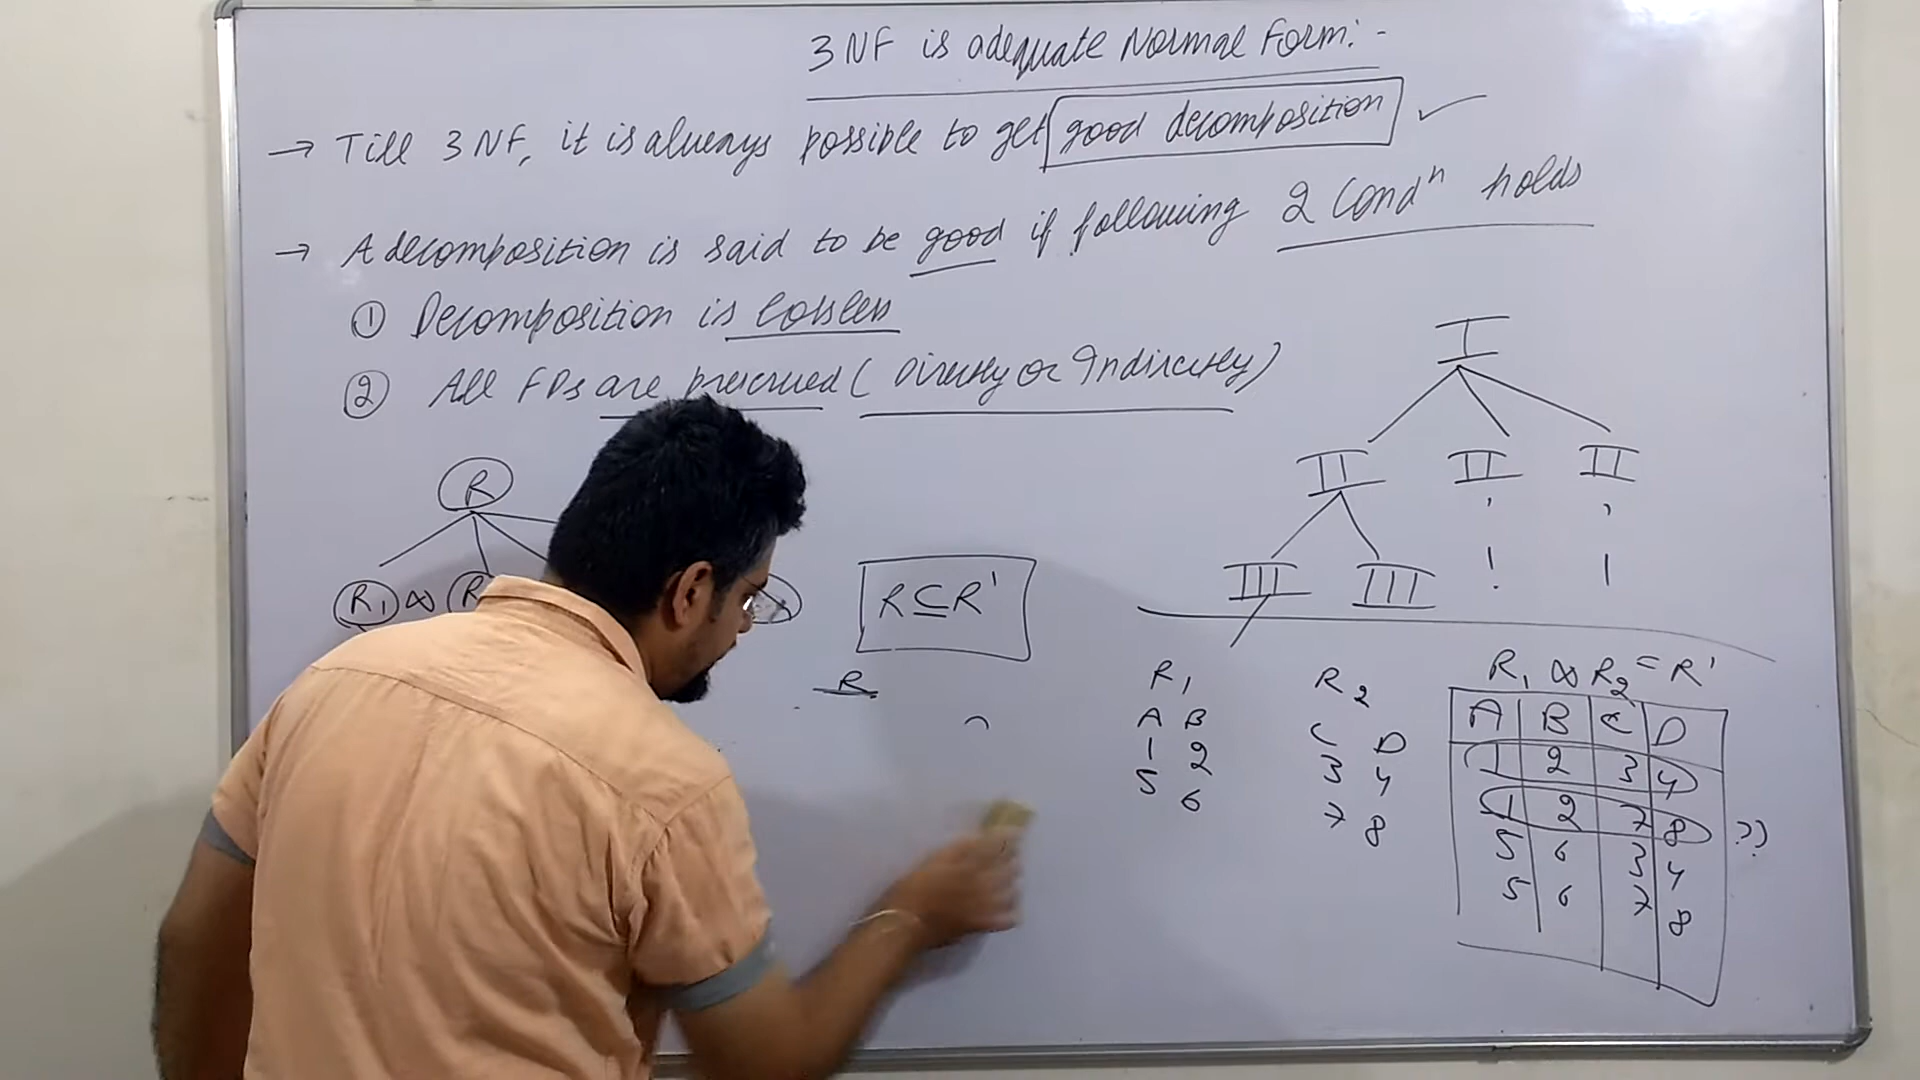 3NF is adequate Normal Form:-
→ Till 3NF, it is always possible to get good decomposition ✓
→ A decomposition is said to be good if following 2 Condⁿ holds
① Decomposition is lossless
② All FDs are preserved (Directly or Indirectly)
I
II II II
III III
R
R₁ ⋈ R
R ⊆ R'
R
R₁
A B
1 2
5 6
R₂
C D
3 4
7 8
R₁ ⋈ R₂ = R'
A B C D
1 2 3 4
1 2 7 8 ??
5 6 3 4
5 6 7 8